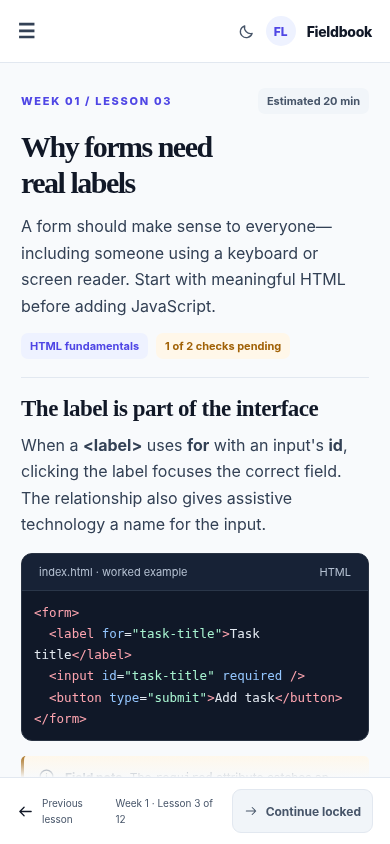 ☰ FL Fieldbook
WEEK 01 / LESSON 03 Estimated 20 min
Why forms need
real labels
A form should make sense to everyone—
including someone using a keyboard or
screen reader. Start with meaningful HTML
before adding JavaScript.
HTML fundamentals 1 of 2 checks pending
The label is part of the interface
When a <label> uses for with an input's id,
clicking the label focuses the correct field.
The relationship also gives assistive
technology a name for the input.
index.html · worked example HTML
<form>
  <label for="task-title">Task
title</label>
  <input id="task-title" required />
  <button type="submit">Add task</button>
</form>
Previous
lesson
Week 1 · Lesson 3 of
12
Continue locked